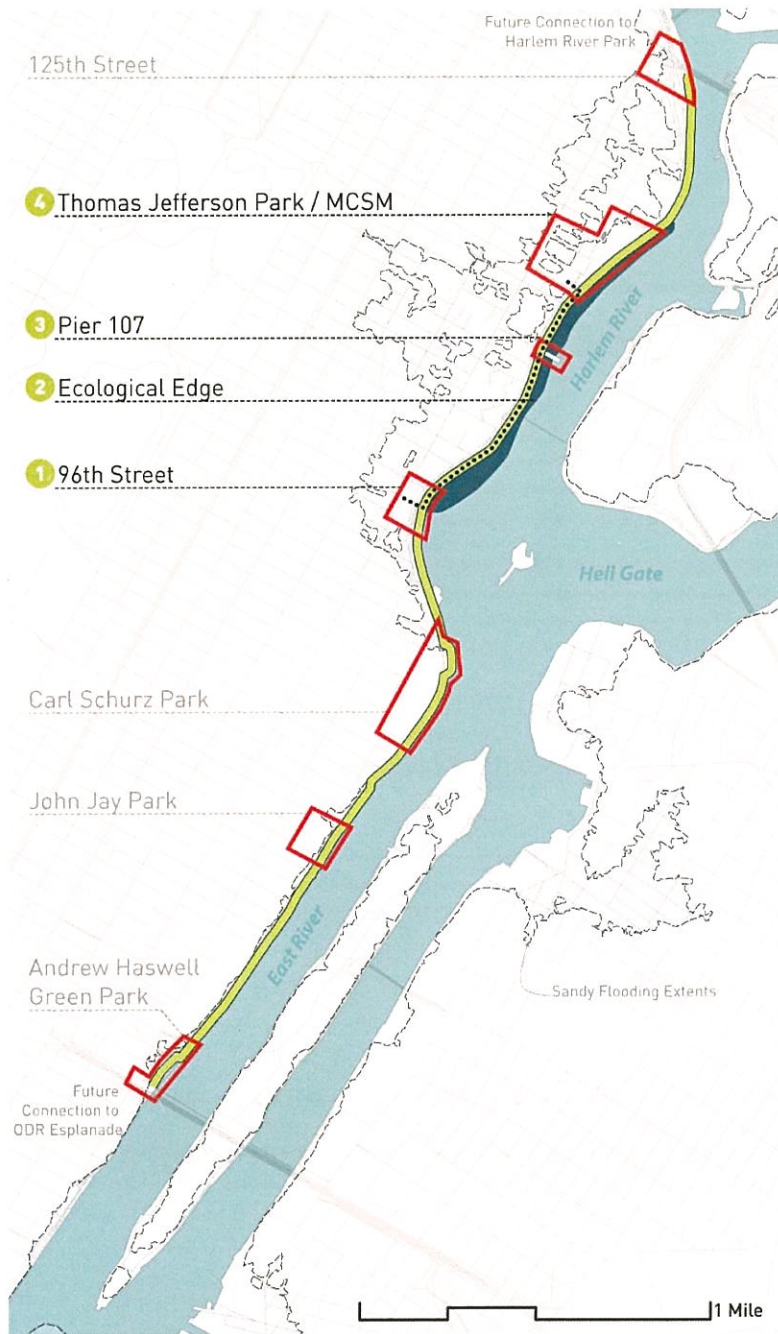 Future Connection to
Harlem River Park
125th Street
4 Thomas Jefferson Park / MCSM
3 Pier 107
Harlem River
2 Ecological Edge
1 96th Street
Hell Gate
Carl Schurz Park
John Jay Park
East River
Andrew Haswell
Green Park
Sandy Flooding Extents
Future
Connection to
ODR Esplanade
1 Mile